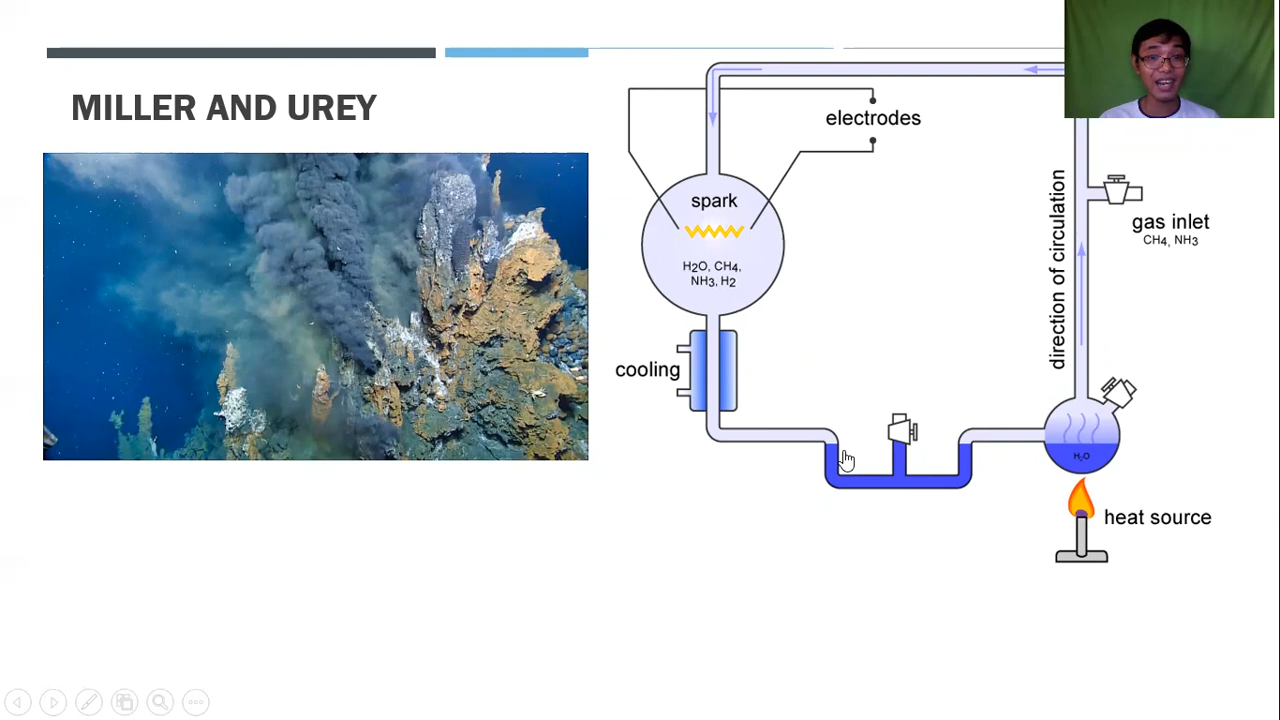 MILLER AND UREY
electrodes
spark
H2O, CH4,
NH3, H2
cooling
direction of circulation
gas inlet
CH4, NH3
H2O
heat source